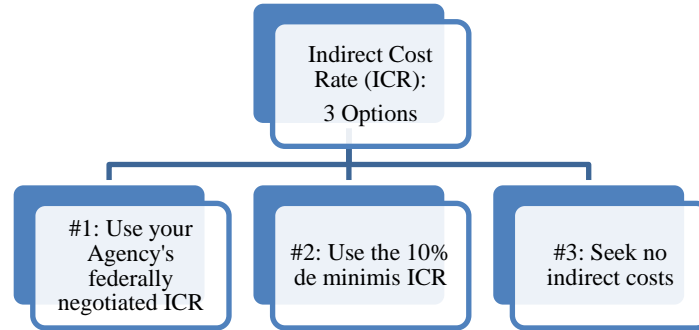 Indirect Cost
Rate (ICR):
3 Options
#1: Use your
Agency's
federally
negotiated ICR
#2: Use the 10%
de minimis ICR
#3: Seek no
indirect costs